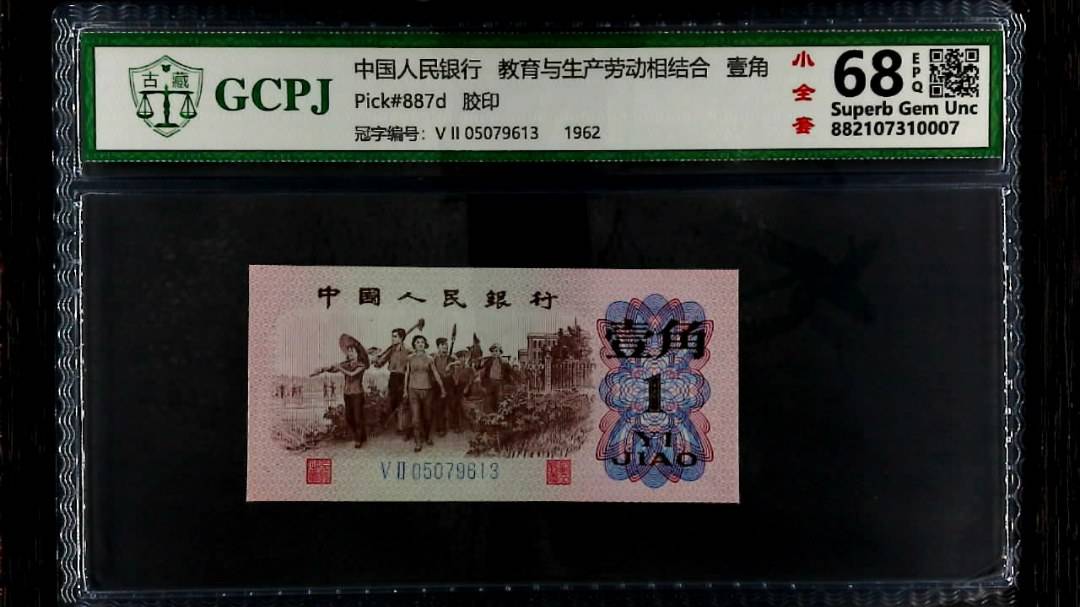 古藏
GCPJ
中国人民银行 教育与生产劳动相结合 壹角
Pick#887d 胶印
冠字编号: V II 05079613 1962
小全套
68
EPQ
Superb Gem Unc
882107310007
中國人民銀行
壹角
1
YI
JIAO
V II 05079613